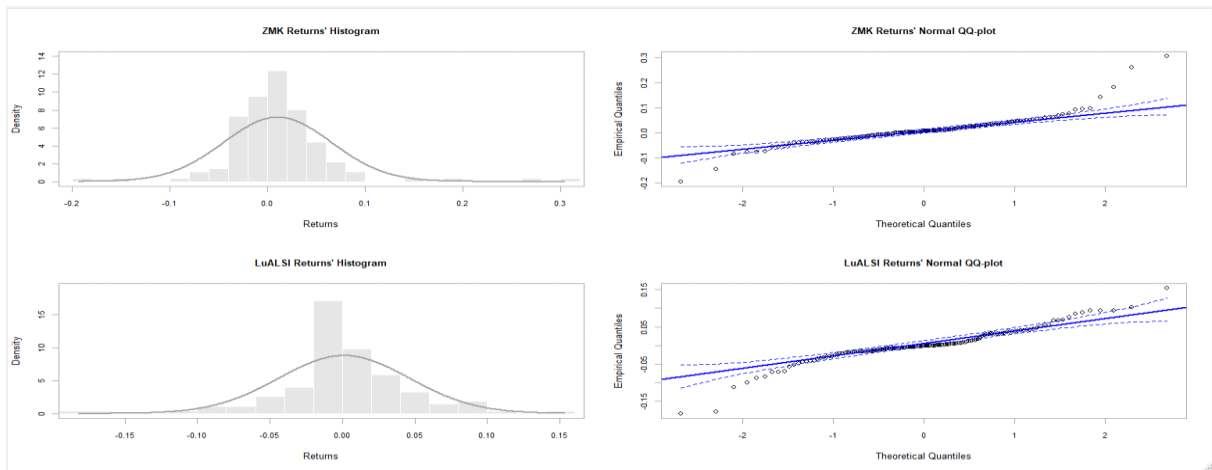 ZMK Returns' Histogram
Density
14
12
10
8
6
4
2
0
-0.2 -0.1 0.0 0.1 0.2 0.3
Returns
ZMK Returns' Normal QQ-plot
Empirical Quantiles
0.3
0.2
0.1
0.0
-0.1
-0.2
-2 -1 0 1 2
Theoretical Quantiles
LuALSI Returns' Histogram
Density
15
10
5
0
-0.15 -0.10 -0.05 0.00 0.05 0.10 0.15
Returns
LuALSI Returns' Normal QQ-plot
Empirical Quantiles
0.15
0.05
-0.05
-0.15
-2 -1 0 1 2
Theoretical Quantiles